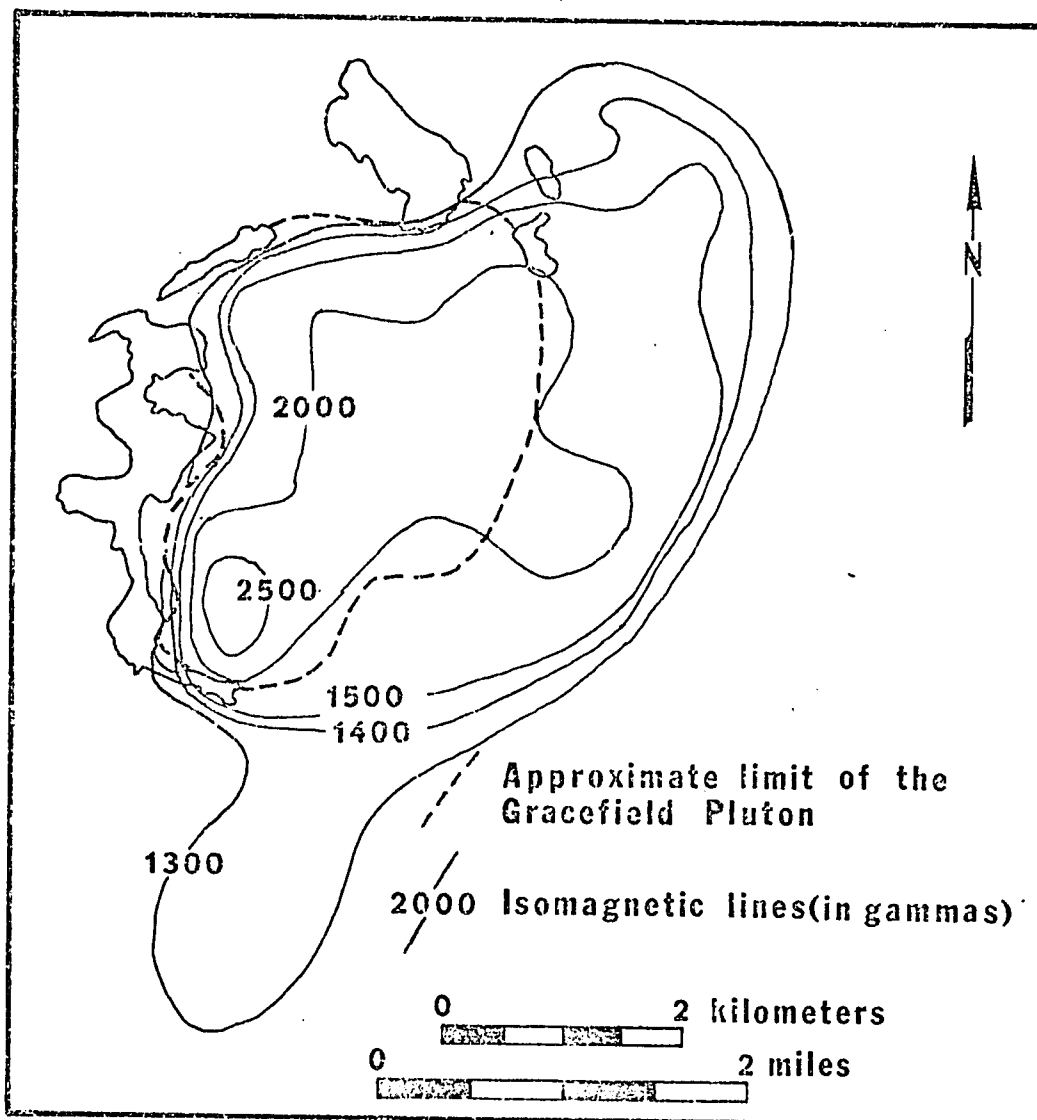 N
2000
2500
1500
1400
1300
Approximate limit of the
Gracefield Pluton
2000 Isomagnetic lines(in gammas)
0 2 kilometers
0 2 miles